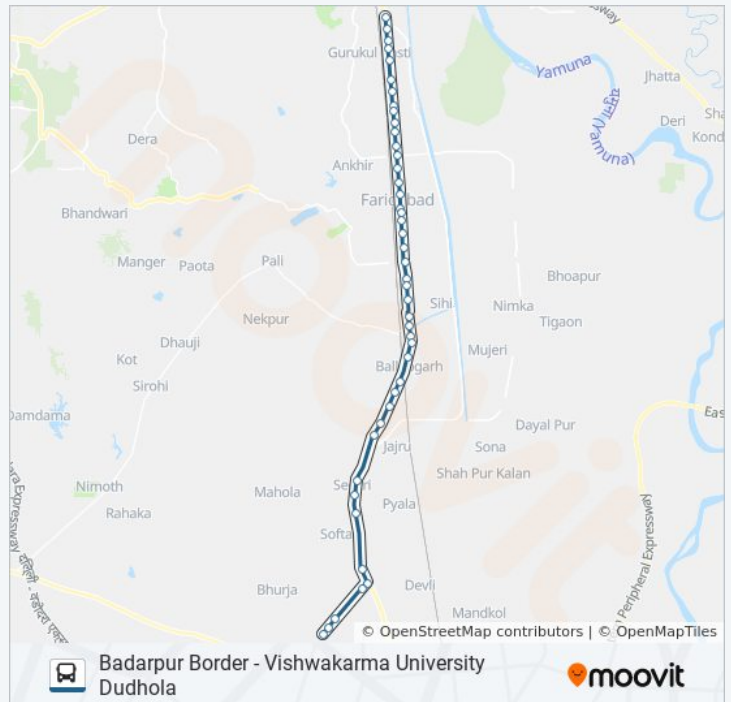 Gurukul Basti
Yamuna
यमुना (Yamuna)
Jhatta
Deri
Dera
Ankhir
Faridabad
Bhandwari
Manger
Paota
Pali
Bhoapur
Sihi
Nimka
Nekpur
Tigaon
Dhauji
Mujeri
Kot
Ballabgarh
Sirohi
Damdama
Dayal Pur
Jajru
Sona
Shah Pur Kalan
Nimoth
Mahola
Rahaka
Pyala
Softa
Peripheral Expressway
Bhurja
Devli
Mandkol
© OpenStreetMap contributors | © OpenMapTiles
Badarpur Border - Vishwakarma University
Dudhola
moovit